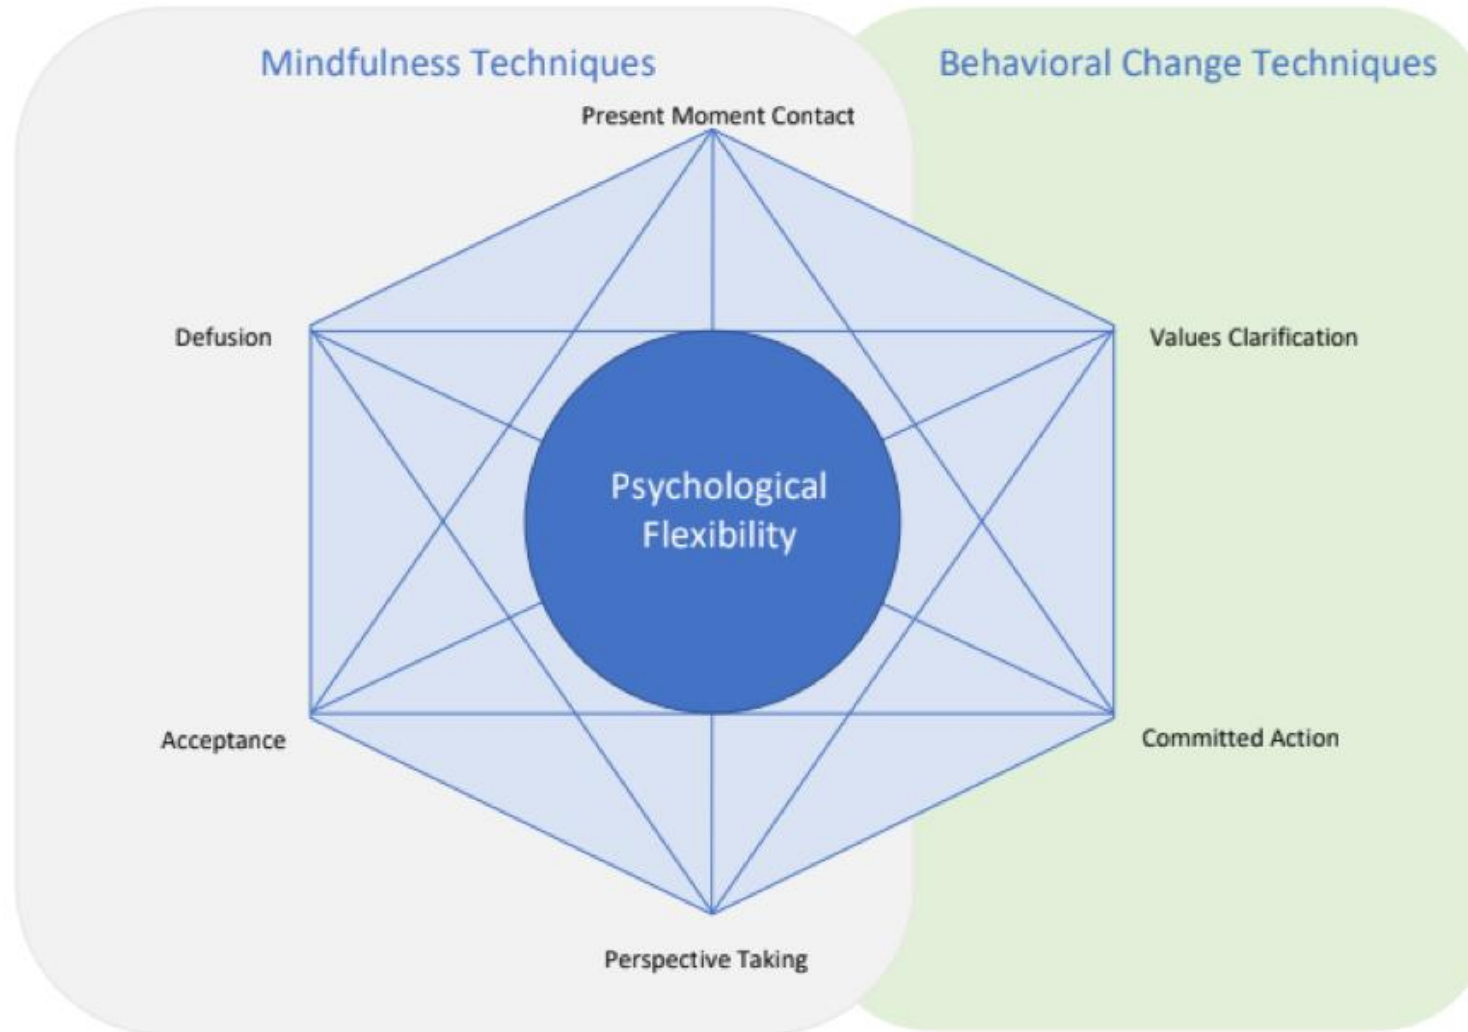 Mindfulness Techniques
Behavioral Change Techniques
Present Moment Contact
Defusion
Values Clarification
Psychological
Flexibility
Acceptance
Committed Action
Perspective Taking